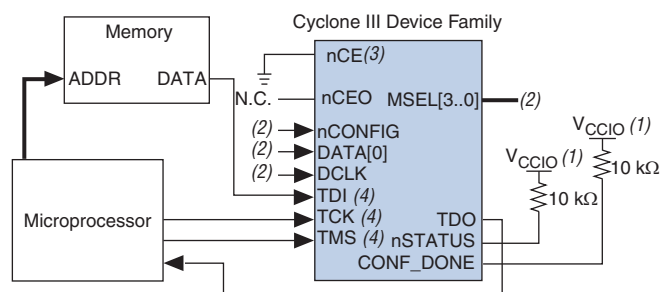 Cyclone III Device Family
Memory
ADDR DATA
nCE(3)
N.C.
nCEO
MSEL[3..0] (2)
(2) nCONFIG
(2) DATA[0]
(2) DCLK
TDI (4)
TCK (4)
TMS (4)
TDO
nSTATUS
CONF_DONE
Microprocessor
VCCIO (1)
10 kΩ
VCCIO (1)
10 kΩ